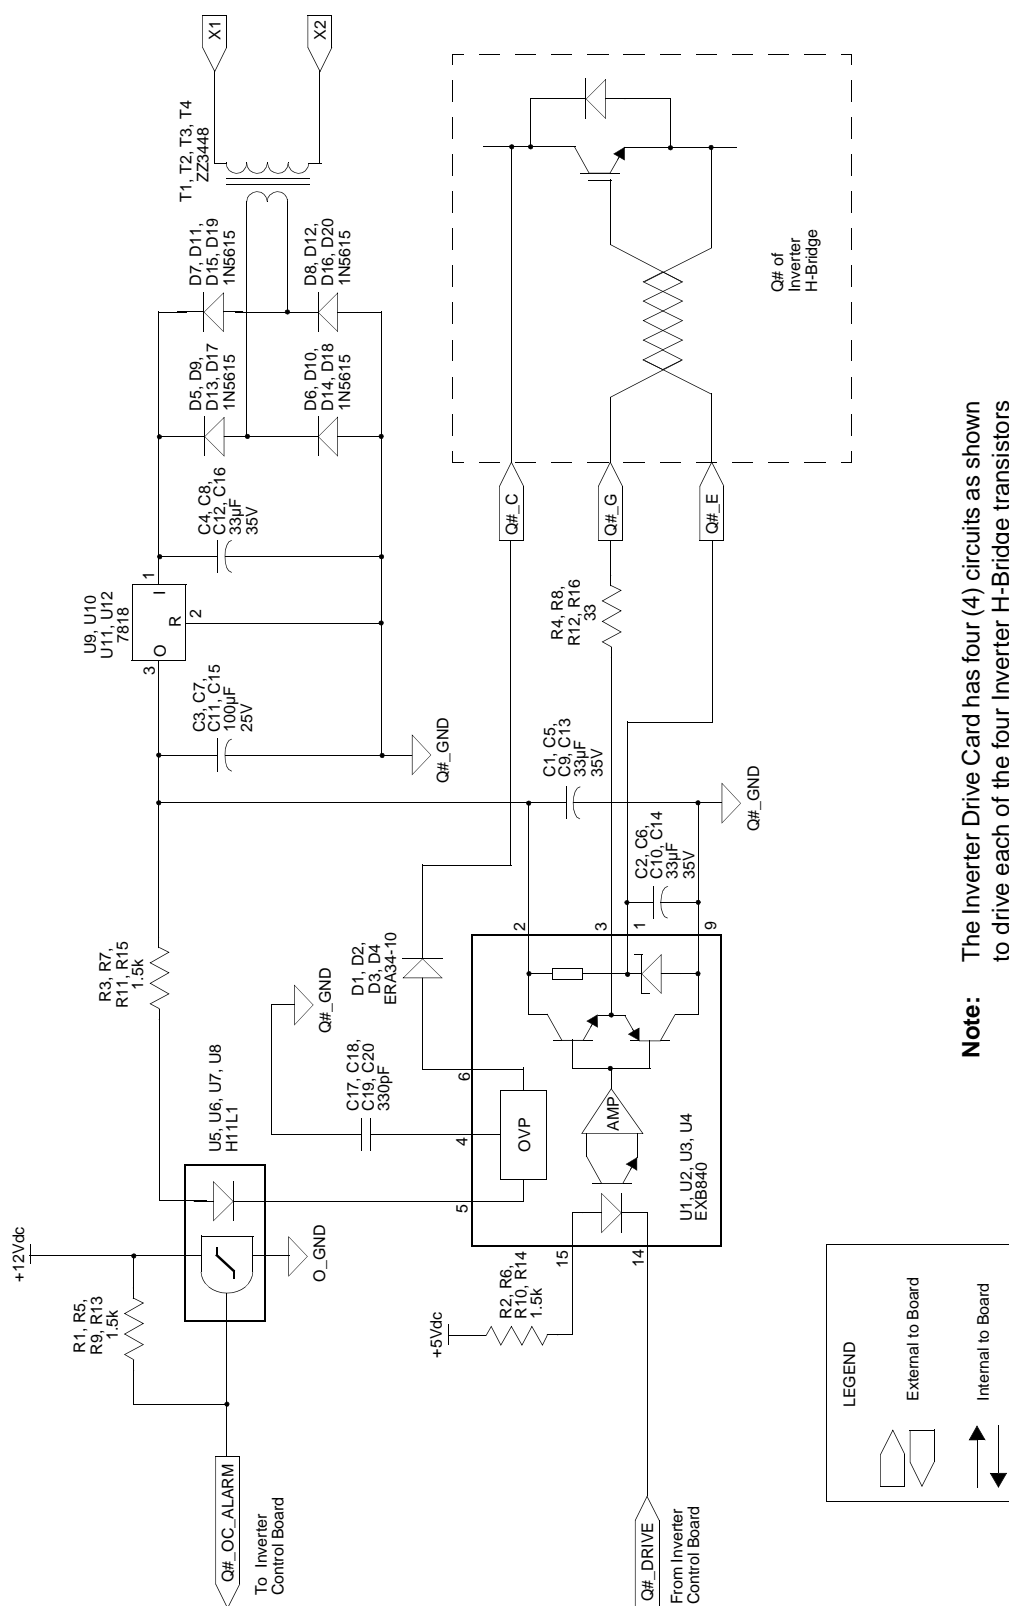 X1
X2
T1, T2, T3, T4
ZZ3448
D7, D11,
D15, D19
1N5615
D8, D12,
D16, D20
1N5615
D5, D9,
D13, D17
1N5615
D6, D10,
D14, D18
1N5615
C4, C8,
C12, C16
33µF
35V
U9, U10
U11, U12
7818
1
I
R
2
O
3
C3, C7,
C11, C15
100µF
25V
Q#_GND
R3, R7,
R11, R15
1.5k
U5, U6, U7, U8
H11L1
+12Vdc
O_GND
R1, R5,
R9, R13
1.5k
Q#_OC_ALARM
To Inverter
Control Board
Q# of
Inverter
H-Bridge
Q#_C
Q#_G
Q#_E
R4, R8,
R12, R16
33
C1, C5,
C9, C13
33µF
35V
Q#_GND
C2, C6,
C10, C14
33µF
35V
D1, D2,
D3, D4
ERA34-10
Q#_GND
C17, C18,
C19, C20
330pF
2
3
1
9
6
4
5
OVP
AMP
U1, U2, U3, U4
EXB840
15
14
R2, R6,
R10, R14
1.5k
+5Vdc
Q#_DRIVE
From Inverter
Control Board
LEGEND
External to Board
Internal to Board
Note: The Inverter Drive Card has four (4) circuits as shown
to drive each of the four Inverter H-Bridge transistors